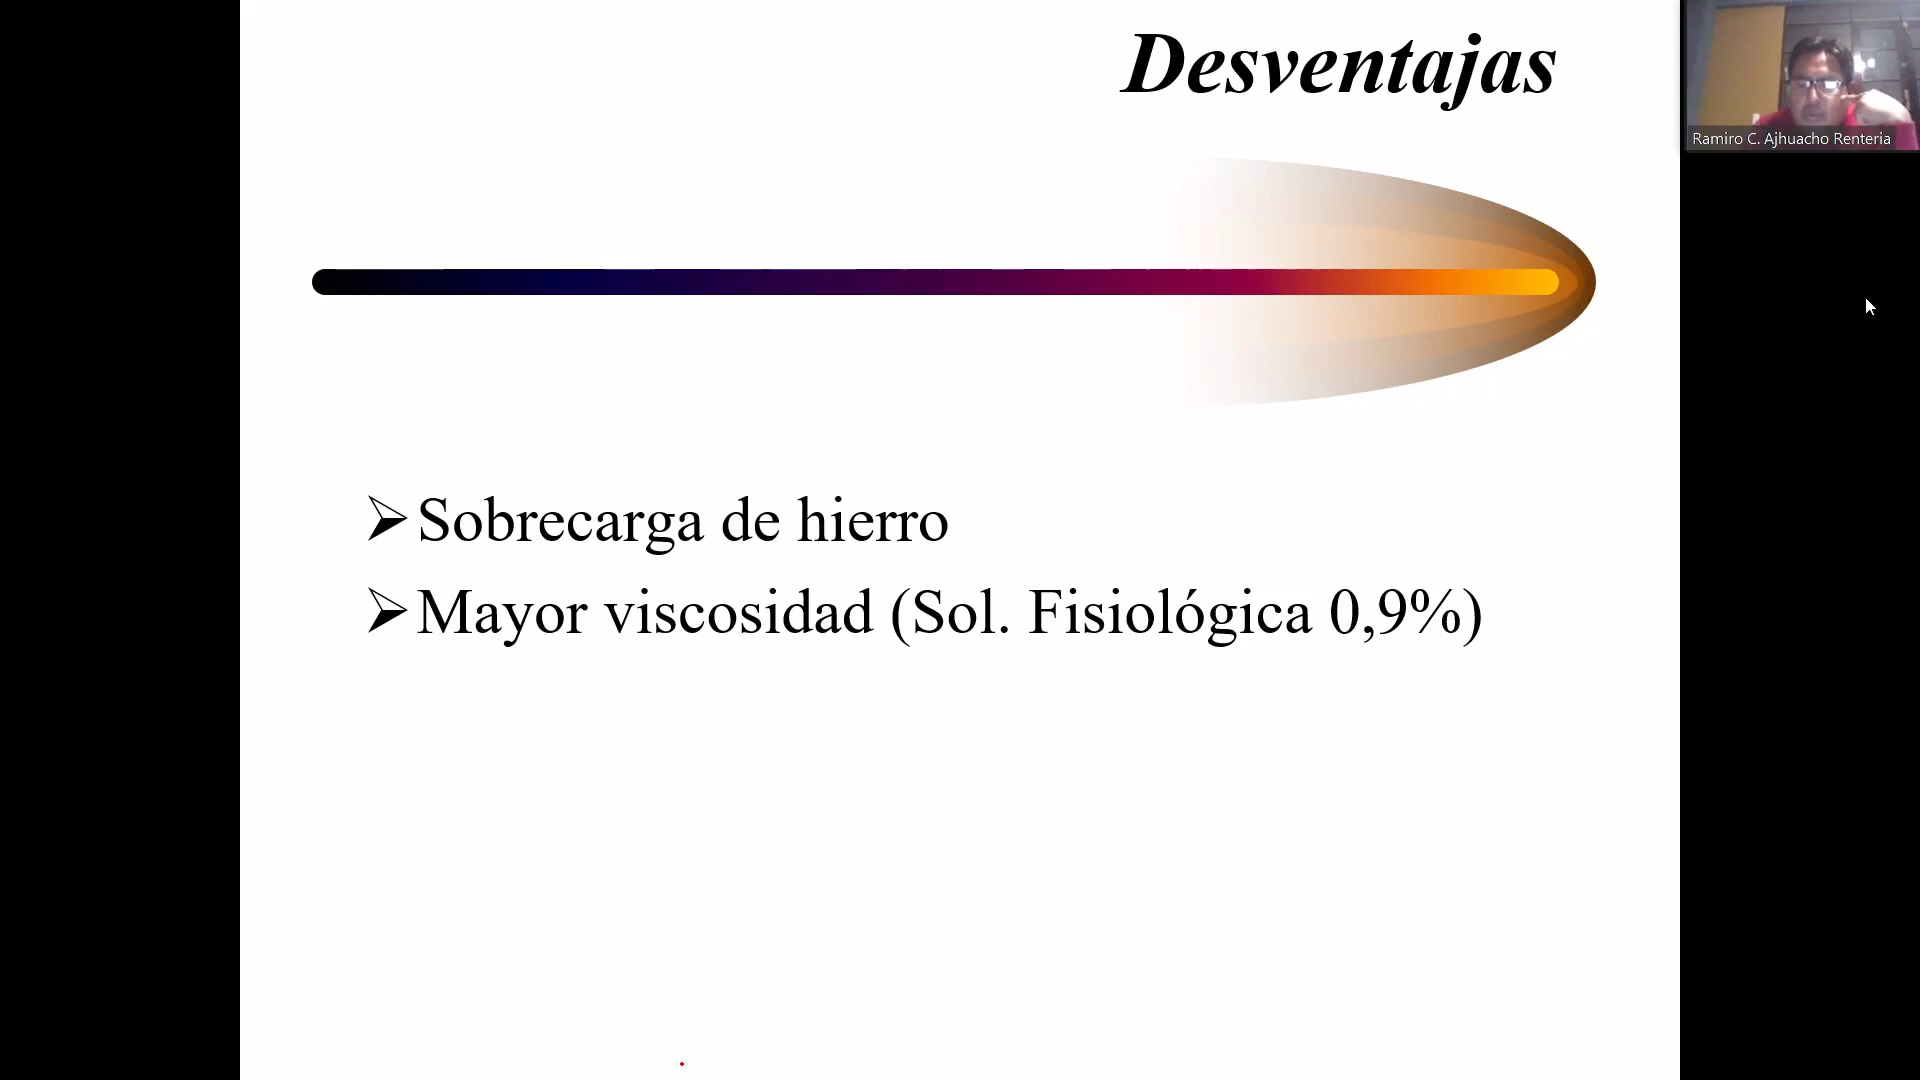 Desventajas
Ramiro C. Ajhuacho Renteria
➢Sobrecarga de hierro
➢Mayor viscosidad (Sol. Fisiológica 0,9%)